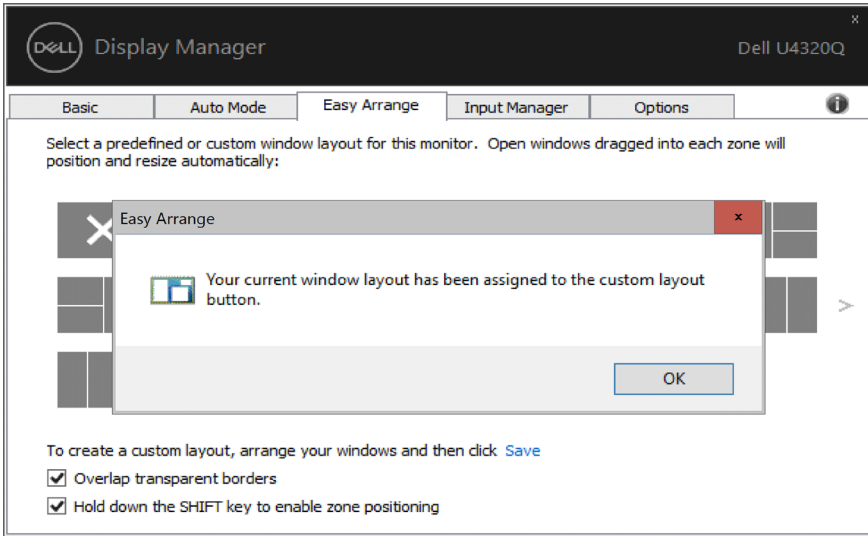 x
DELL
Display Manager
Dell U4320Q
Basic
Auto Mode
Easy Arrange
Input Manager
Options
Select a predefined or custom window layout for this monitor. Open windows dragged into each zone will
position and resize automatically:
Easy Arrange
x
Your current window layout has been assigned to the custom layout
button.
OK
>
To create a custom layout, arrange your windows and then click Save
Overlap transparent borders
Hold down the SHIFT key to enable zone positioning